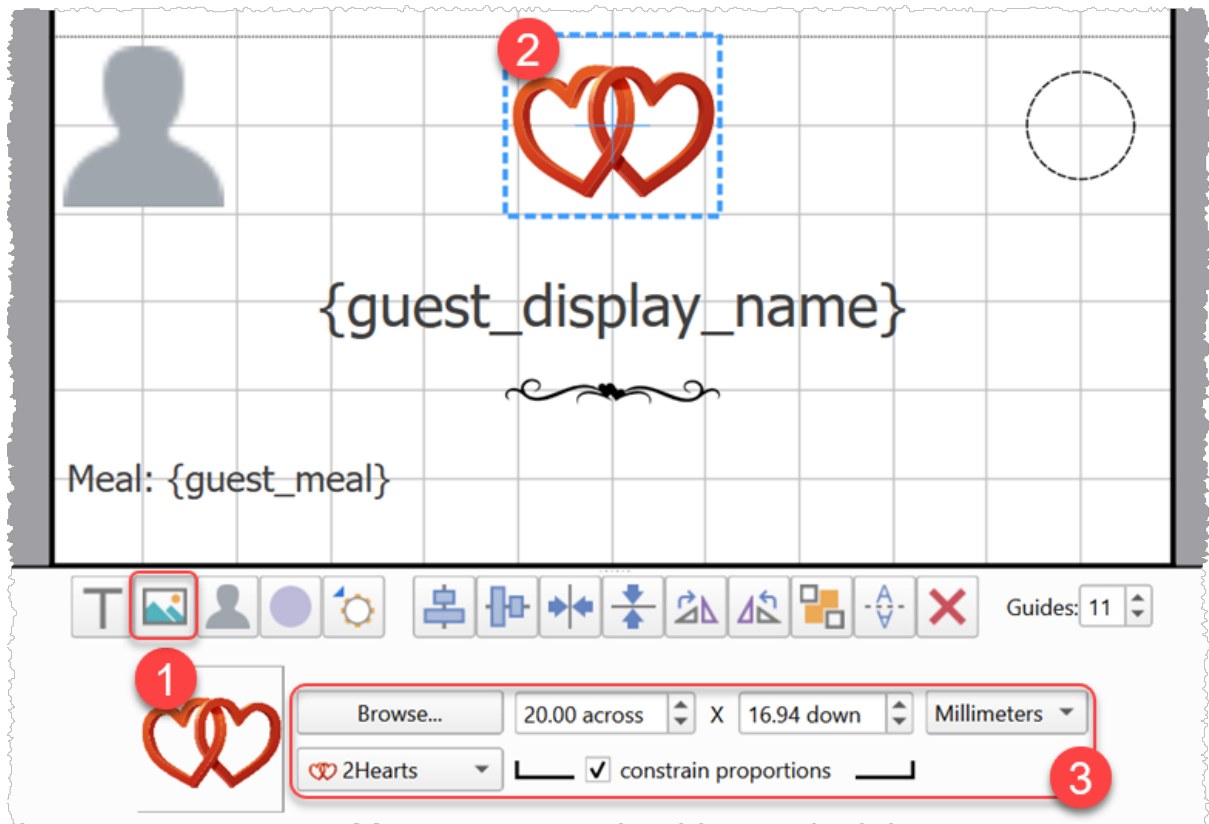 2
{guest_display_name}
Meal: {guest_meal}
T
A
Guides: 11
1
Browse...
20.00 across X 16.94 down Millimeters
2Hearts
constrain proportions
3